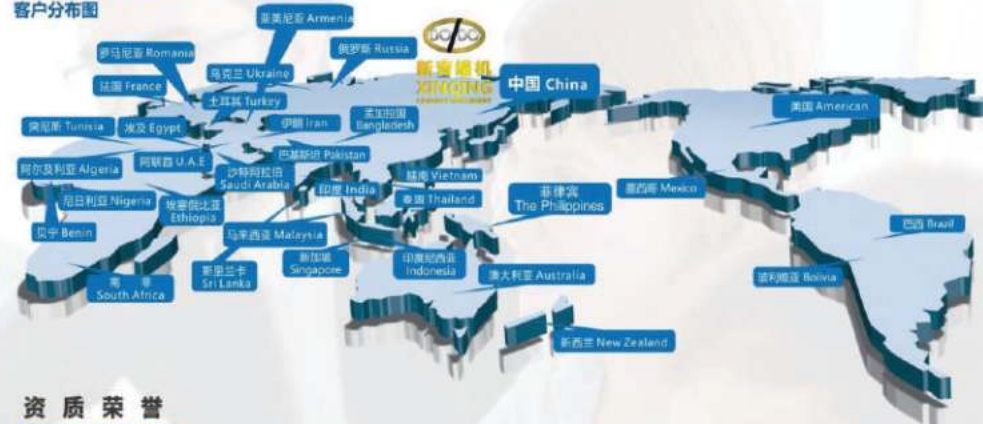 客户分布图
亚美尼亚 Armenia
罗马尼亚 Romania
乌克兰 Ukraine
俄罗斯 Russia
新青通机
XINQING
中国 China
法国 France
土耳其 Turkey
孟加拉国
Bangladesh
美国 American
突尼斯 Tunisia
埃及 Egypt
伊朗 Iran
阿尔及利亚 Algeria
阿联酋 U.A.E
沙特阿拉伯
Saudi Arabia
巴基斯坦 Pakistan
越南 Vietnam
尼日利亚 Nigeria
埃塞俄比亚
Ethiopia
印度 India
泰国 Thailand
菲律宾
The Philippines
墨西哥 Mexico
贝宁 Benin
马来西亚 Malaysia
巴西 Brazil
南 非
South Africa
斯里兰卡
Sri Lanka
新加坡
Singapore
印度尼西亚
Indonesia
澳大利亚 Australia
玻利维亚 Bolivia
新西兰 New Zealand
资质荣誉